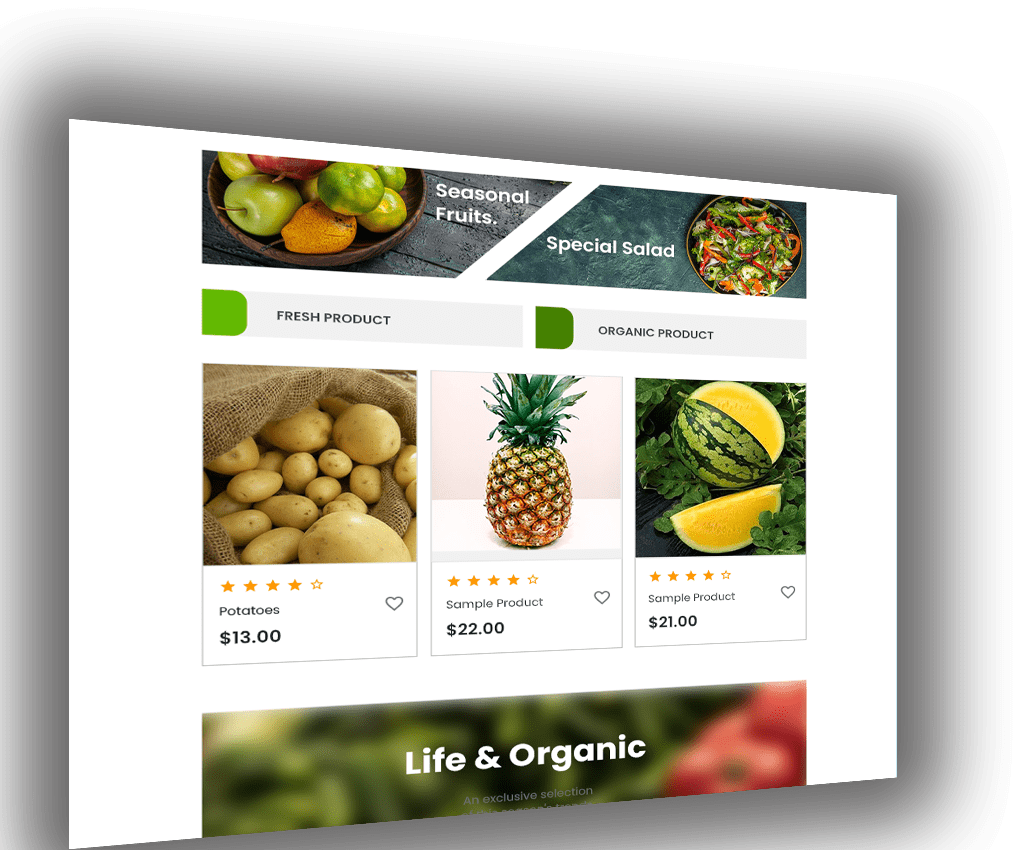 Seasonal
Fruits.
Special Salad
FRESH PRODUCT
ORGANIC PRODUCT
Potatoes
$13.00
Sample Product
$22.00
Sample Product
$21.00
Life & Organic
An exclusive selection